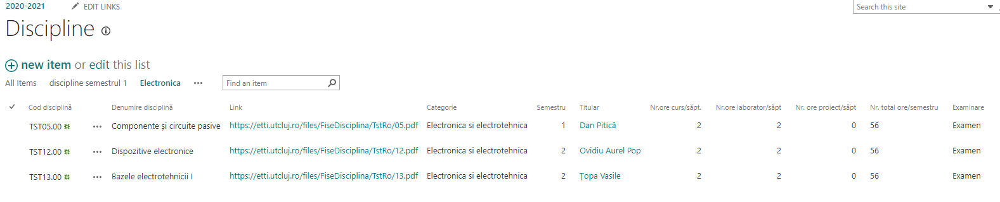 2020-2021 EDIT LINKS Search this site
Discipline
new item or edit this list
All Items discipline semestrul 1 Electronica ••• Find an item
Cod disciplină Denumire disciplină Link Categorie Semestru Titular Nr.ore curs/săpt. Nr.ore laborator/săpt Nr. ore proiect/săpt Nr. total ore/semestru Examinare
TST05.00 ••• Componente și circuite pasive https://etti.utcluj.ro/files/FiseDisciplina/TstRo/05.pdf Electronica si electrotehnica 1 Dan Pitică 2 2 0 56 Examen
TST12.00 ••• Dispozitive electronice https://etti.utcluj.ro/files/FiseDisciplina/TstRo/12.pdf Electronica si electrotehnica 2 Ovidiu Aurel Pop 2 2 0 56 Examen
TST13.00 ••• Bazele electrotehnicii I https://etti.utcluj.ro/files/FiseDisciplina/TstRo/13.pdf Electronica si electrotehnica 2 Țopa Vasile 2 2 0 56 Examen